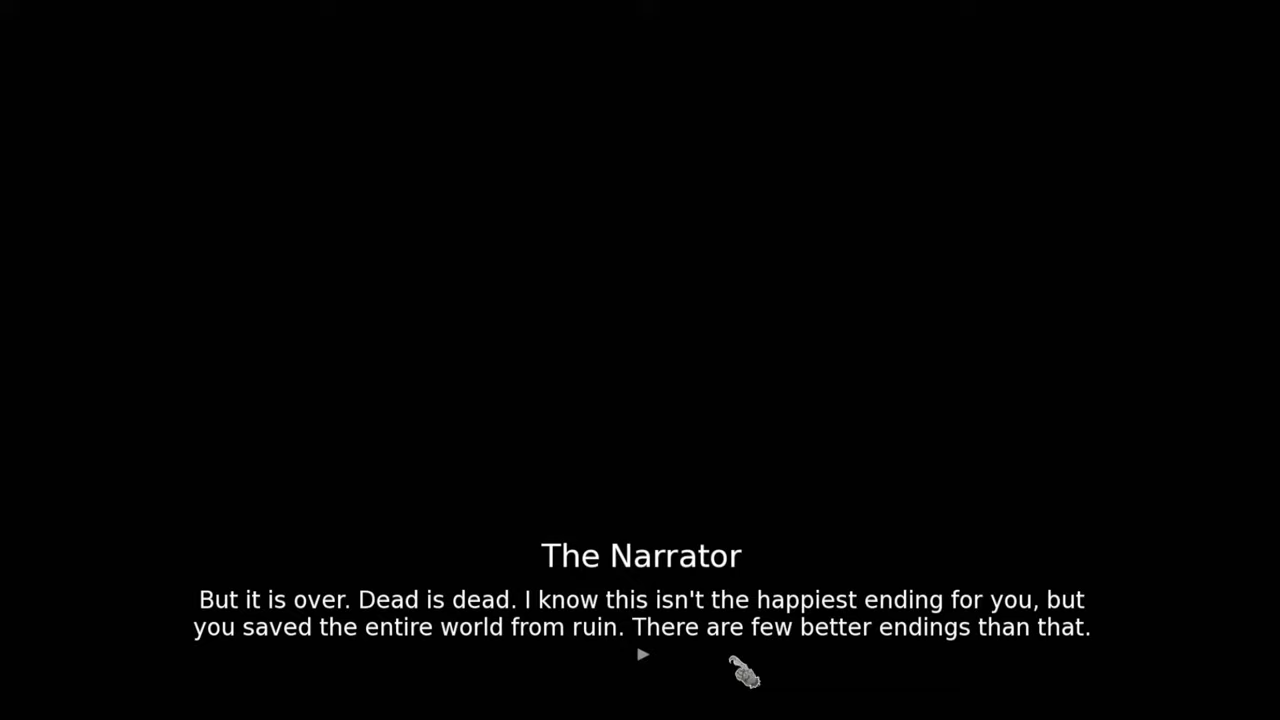 The Narrator
But it is over. Dead is dead. I know this isn't the happiest ending for you, but
you saved the entire world from ruin. There are few better endings than that.